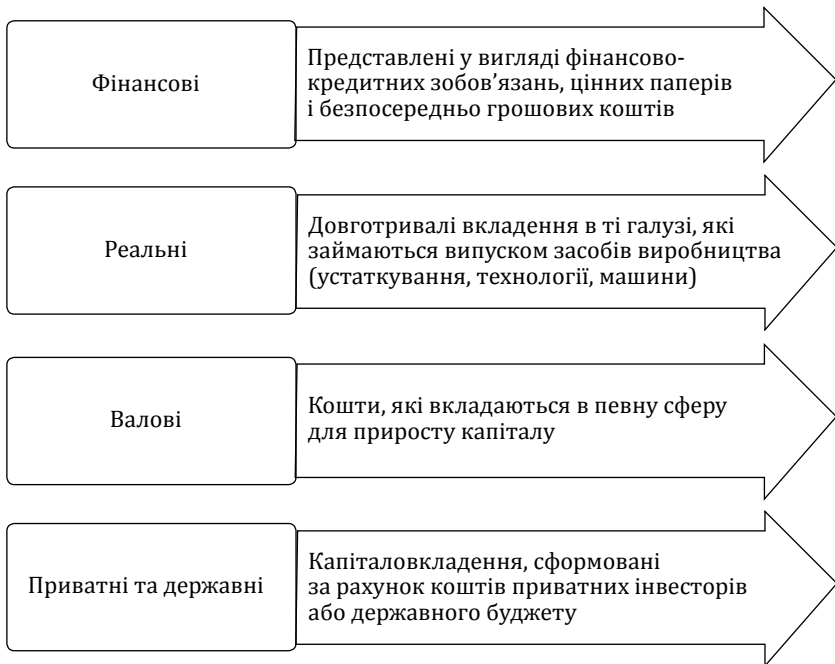 Фінансові
Представлені у вигляді фінансово-
кредитних зобов’язань, цінних паперів
і безпосередньо грошових коштів
Реальні
Довготривалі вкладення в ті галузі, які
займаються випуском засобів виробництва
(устаткування, технології, машини)
Валові
Кошти, які вкладаються в певну сферу
для приросту капіталу
Приватні та державні
Капіталовкладення, сформовані
за рахунок коштів приватних інвесторів
або державного буджету